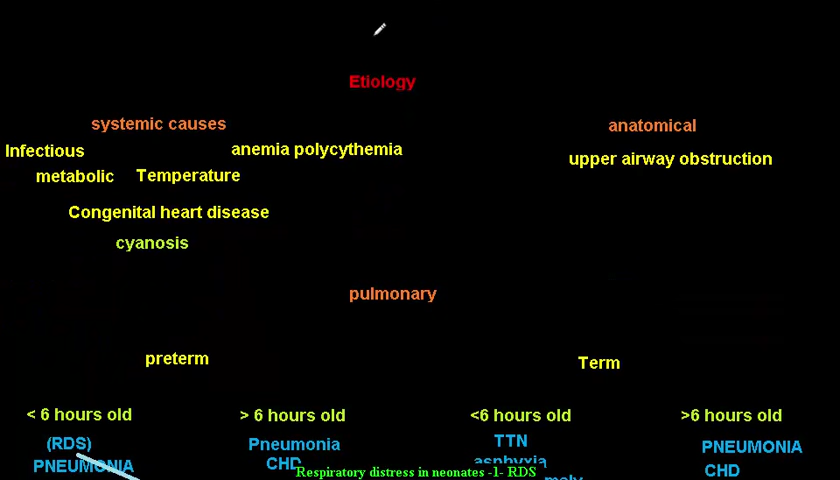 Etiology
systemic causes
anatomical
Infectious
anemia polycythemia
upper airway obstruction
metabolic
Temperature
Congenital heart disease
cyanosis
pulmonary
preterm
Term
< 6 hours old
> 6 hours old
<6 hours old
>6 hours old
(RDS)
Pneumonia
TTN
PNEUMONIA
PNEUMONIA
CHD
asphyxia
CHD
Respiratory distress in neonates -1- RDS